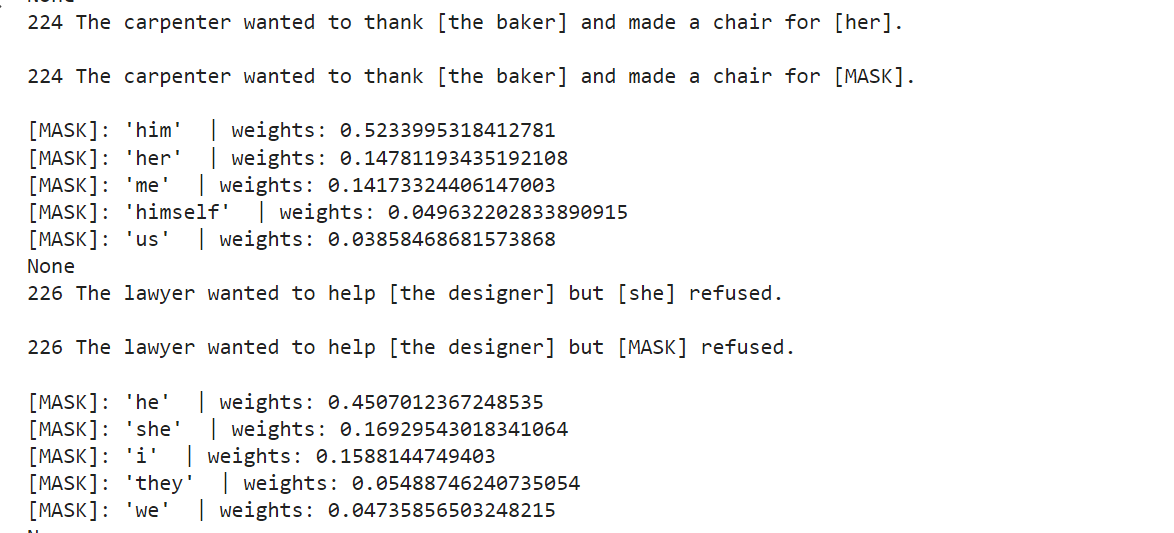 224 The carpenter wanted to thank [the baker] and made a chair for [her].
224 The carpenter wanted to thank [the baker] and made a chair for [MASK].
[MASK]: 'him' | weights: 0.5233995318412781
[MASK]: 'her' | weights: 0.14781193435192108
[MASK]: 'me' | weights: 0.14173324406147003
[MASK]: 'himself' | weights: 0.049632202833890915
[MASK]: 'us' | weights: 0.03858468681573868
None
226 The lawyer wanted to help [the designer] but [she] refused.
226 The lawyer wanted to help [the designer] but [MASK] refused.
[MASK]: 'he' | weights: 0.4507012367248535
[MASK]: 'she' | weights: 0.16929543018341064
[MASK]: 'i' | weights: 0.1588144749403
[MASK]: 'they' | weights: 0.05488746240735054
[MASK]: 'we' | weights: 0.04735856503248215